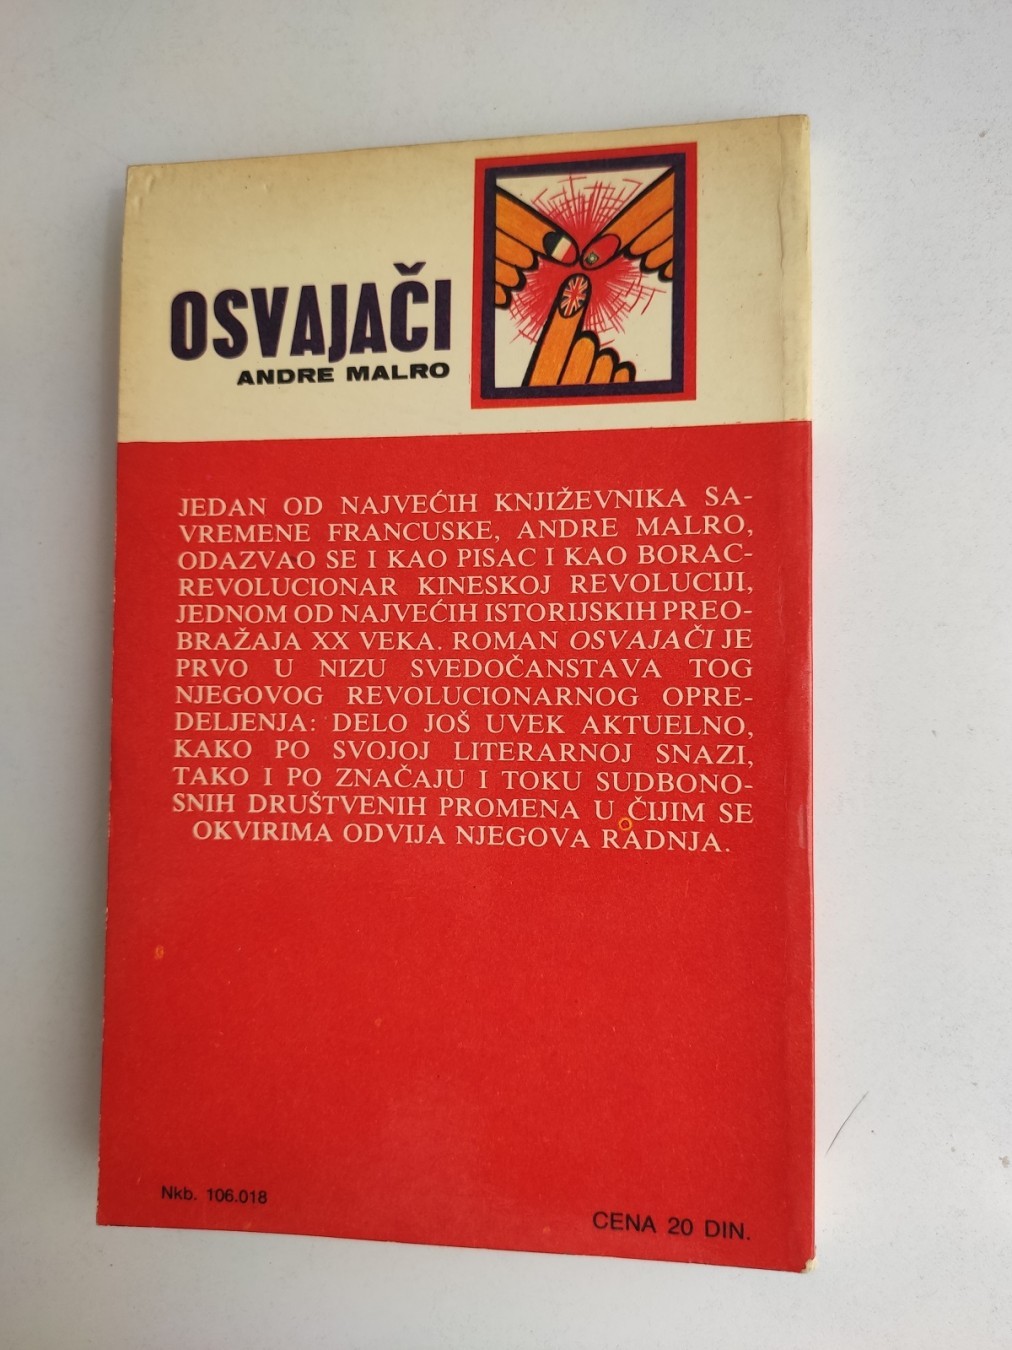 OSVAJAČI
ANDRE MALRO
JEDAN OD NAJVEĆIH KNJIŽEVNIKA SA-
VREMENE FRANCUSKE, ANDRE MALRO,
ODAZVAO SE I KAO PISAC I KAO BORAC-
REVOLUCIONAR KINESKOJ REVOLUCIJI,
JEDNOM OD NAJVEĆIH ISTORIJSKIH PREO-
BRAŽAJA XX VEKA. ROMAN OSVAJAČI JE
PRVO U NIZU SVEDOČANSTAVA TOG
NJEGOVOG REVOLUCIONARNOG OPRE-
DELJENJA: DELO JOŠ UVEK AKTUELNO,
KAKO PO SVOJOJ LITERARNOJ SNAZI,
TAKO I PO ZNAČAJU I TOKU SUDBONO-
SNIH DRUŠTVENIH PROMENA U ČIJIM SE
OKVIRIMA ODVIJA NJEGOVA RADNJA.
Nkb. 106.018
CENA 20 DIN.